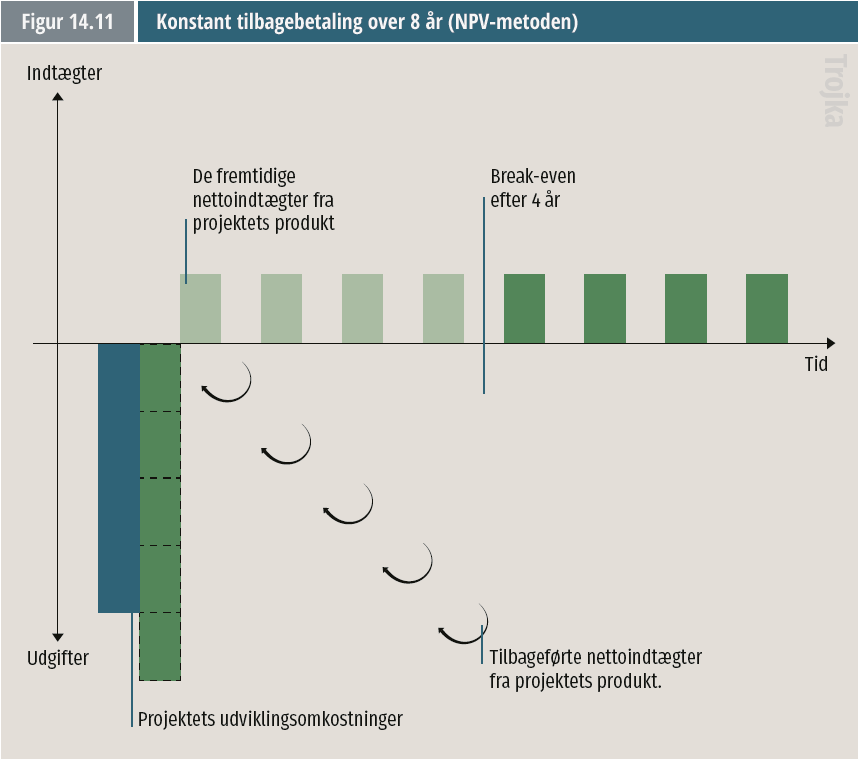 Figur 14.11
Konstant tilbagebetaling over 8 år (NPV-metoden)
Indtægter
Trojka
De fremtidige
nettoindtægter fra
projektets produkt
Break-even
efter 4 år
Tid
Udgifter
Tilbageførte nettoindtægter
fra projektets produkt.
Projektets udviklingsomkostninger